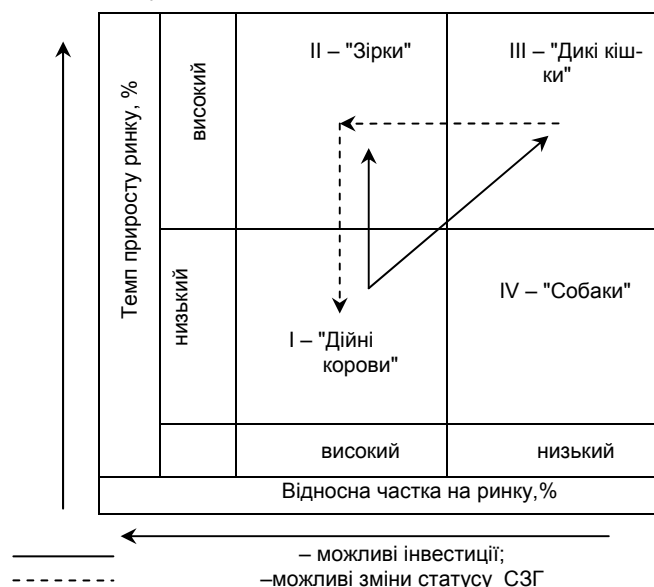 Темп приросту ринку, %
високий
II – "Зірки"
III – "Дикі кіш-
ки"
низький
I – "Дійні
корови"
IV – "Собаки"
високий
низький
Відносна частка на ринку,%
– можливі інвестиції;
–можливі зміни статусу СЗГ